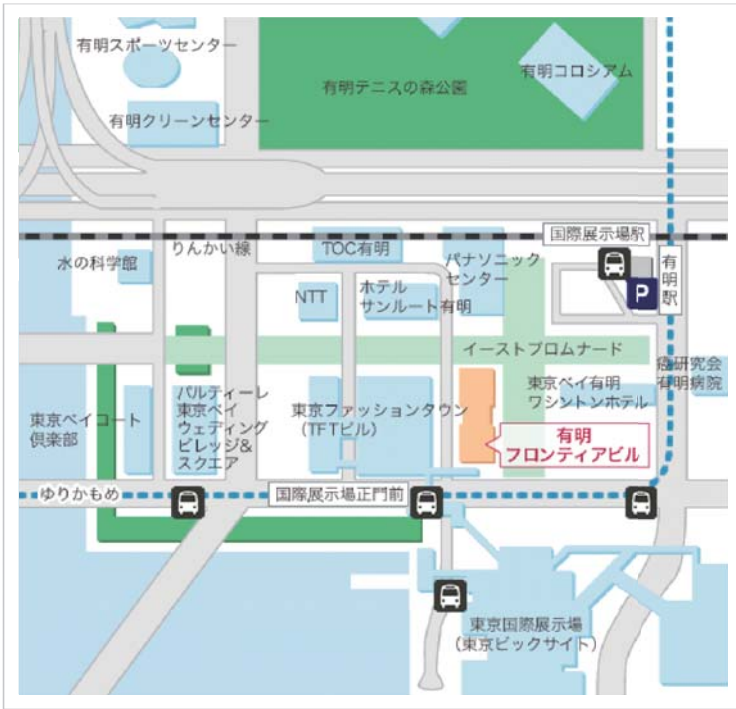 有明スポーツセンター
有明テニスの森公園
有明コロシアム
有明クリーンセンター
国際展示場駅
りんかい線
TOC有明
水の科学館
パナソニック
センター
有明駅
P
NTT
ホテル
サンルート有明
イーストプロムナード
癌研究会
有明病院
東京ベイコート
倶楽部
バルティーレ
東京ベイ
ウェディング
ビレッジ&
スクエア
東京ファッションタウン
(TFTビル)
東京ベイ有明
ワシントンホテル
有明
フロンティアビル
ゆりかもめ
国際展示場正門前
東京国際展示場
(東京ビックサイト)